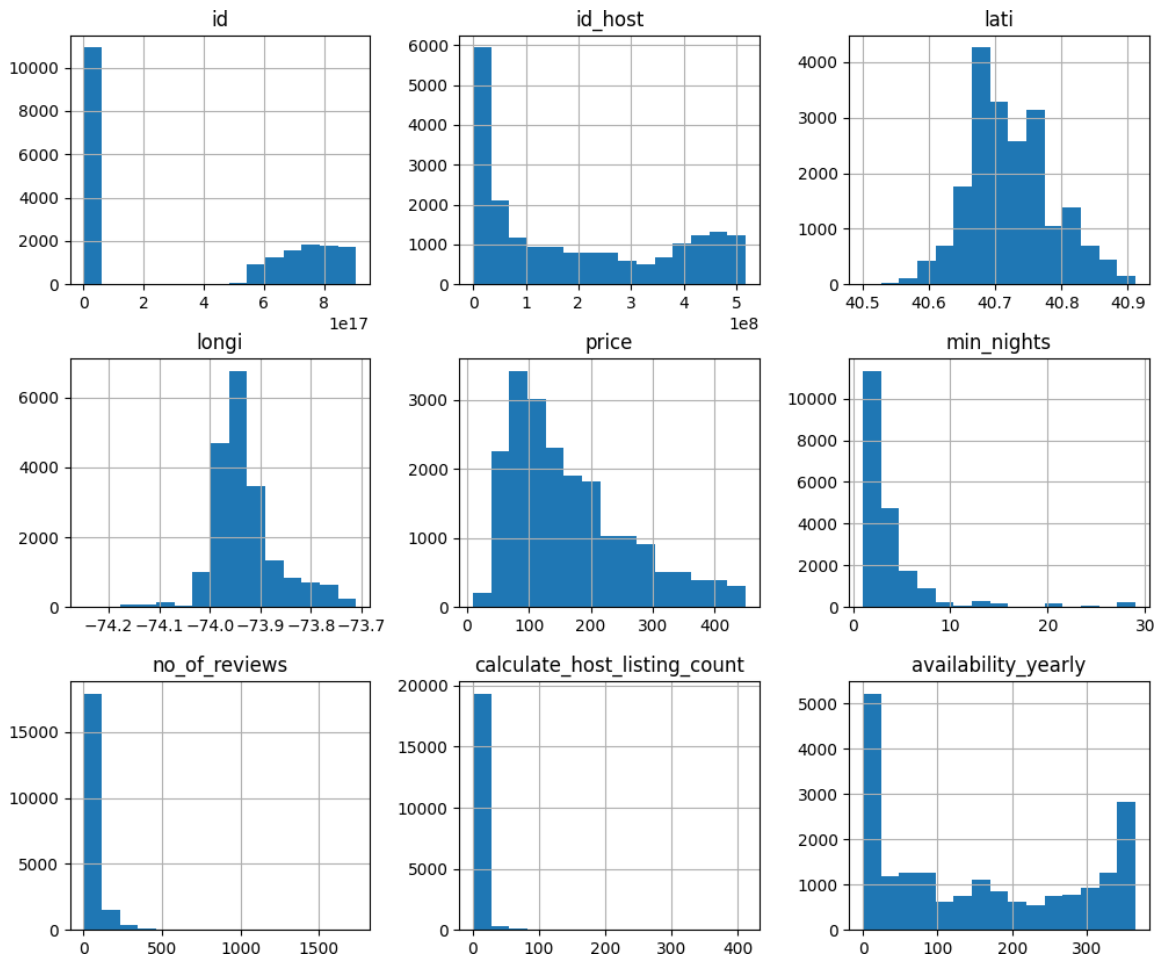 id
10000
8000
6000
4000
2000
0
0 2 4 6 8
1e17
id_host
6000
5000
4000
3000
2000
1000
0
0 1 2 3 4 5
1e8
lati
4000
3000
2000
1000
0
40.5 40.6 40.7 40.8 40.9
longi
6000
4000
2000
0
−74.2 −74.1 −74.0 −73.9 −73.8 −73.7
price
3000
2000
1000
0
0 100 200 300 400
min_nights
10000
8000
6000
4000
2000
0
0 10 20 30
no_of_reviews
15000
10000
5000
0
0 500 1000 1500
calculate_host_listing_count
20000
15000
10000
5000
0
0 100 200 300 400
availability_yearly
5000
4000
3000
2000
1000
0
0 100 200 300